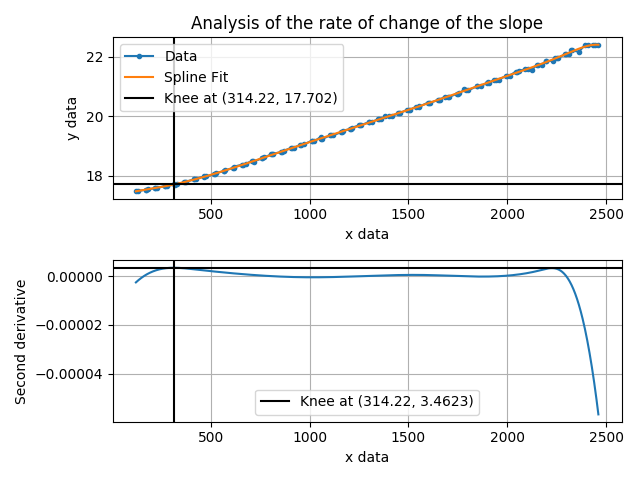 Analysis of the rate of change of the slope
Data
Spline Fit
Knee at (314.22, 17.702)
y data
22
20
18
500 1000 1500 2000 2500
x data
Second derivative
0.00000
−0.00002
−0.00004
Knee at (314.22, 3.4623)
500 1000 1500 2000 2500
x data